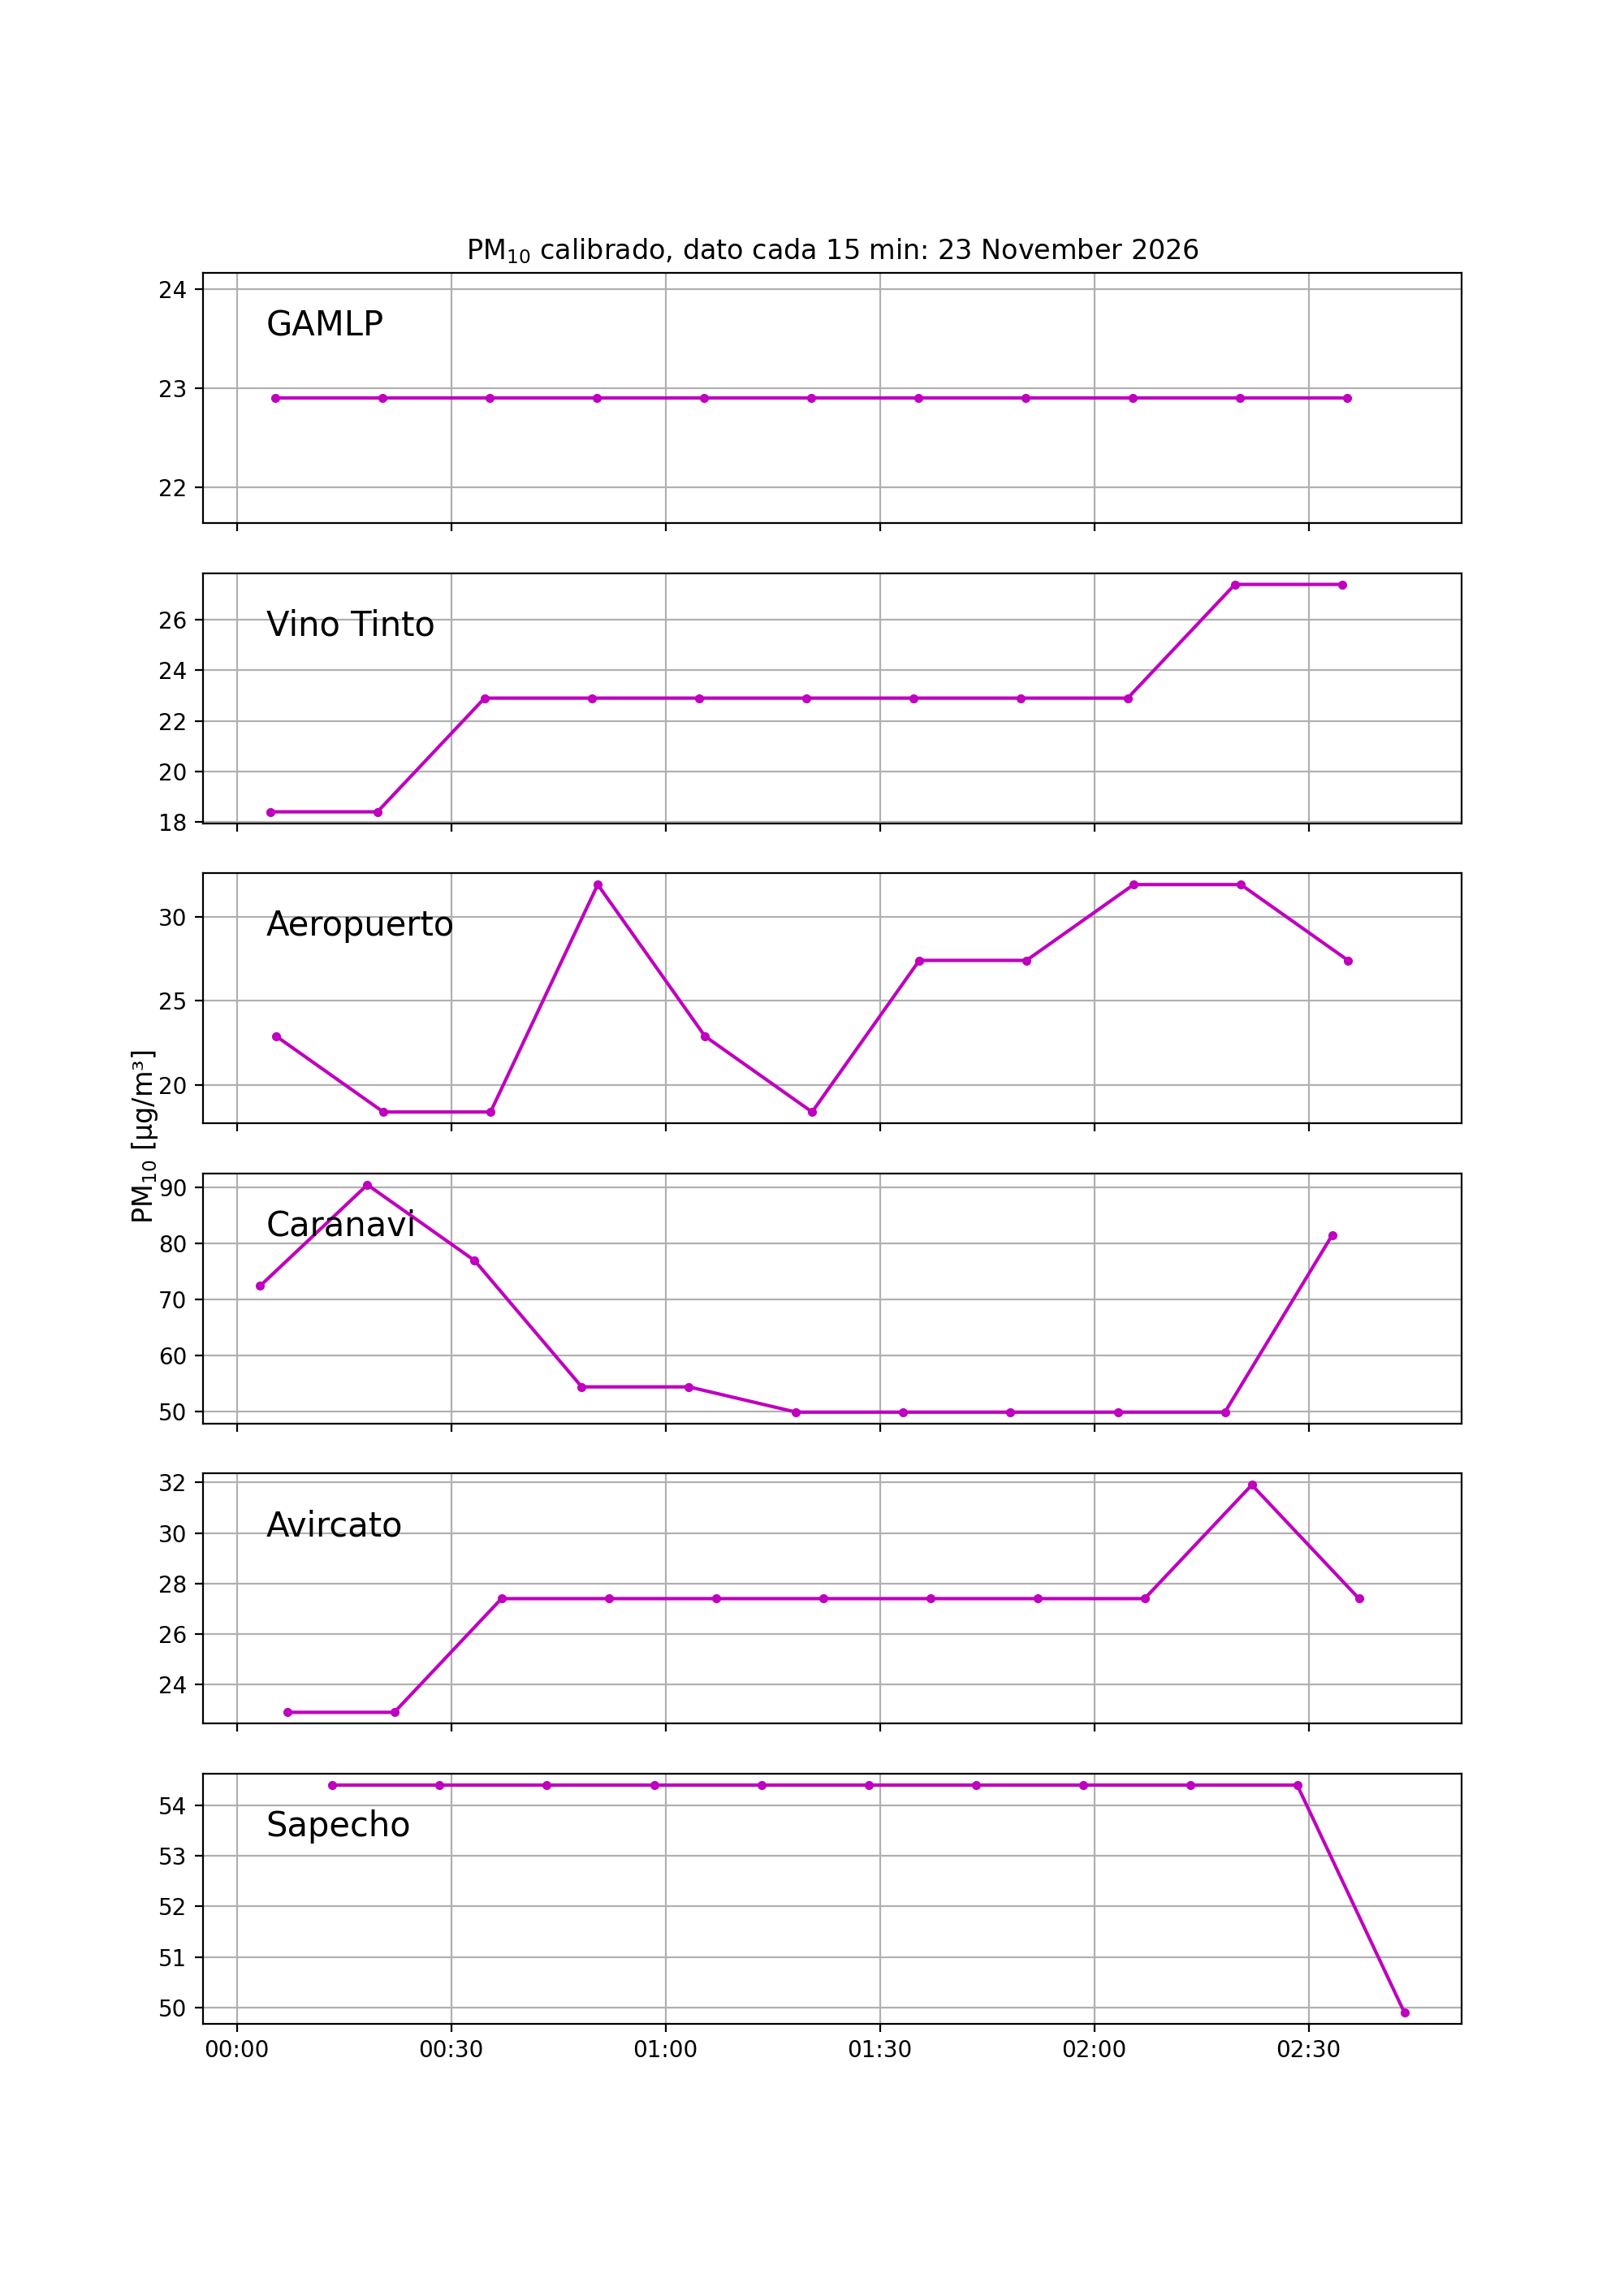 PM₁₀ calibrado, dato cada 15 min: 23 November 2026
24
GAMLP
23
22
26
Vino Tinto
24
22
20
18
30
Aeropuerto
25
20
PM₁₀ [µg/m³]
90
Caranavi
80
70
60
50
32
Avircato
30
28
26
24
54
Sapecho
53
52
51
50
00:00 00:30 01:00 01:30 02:00 02:30